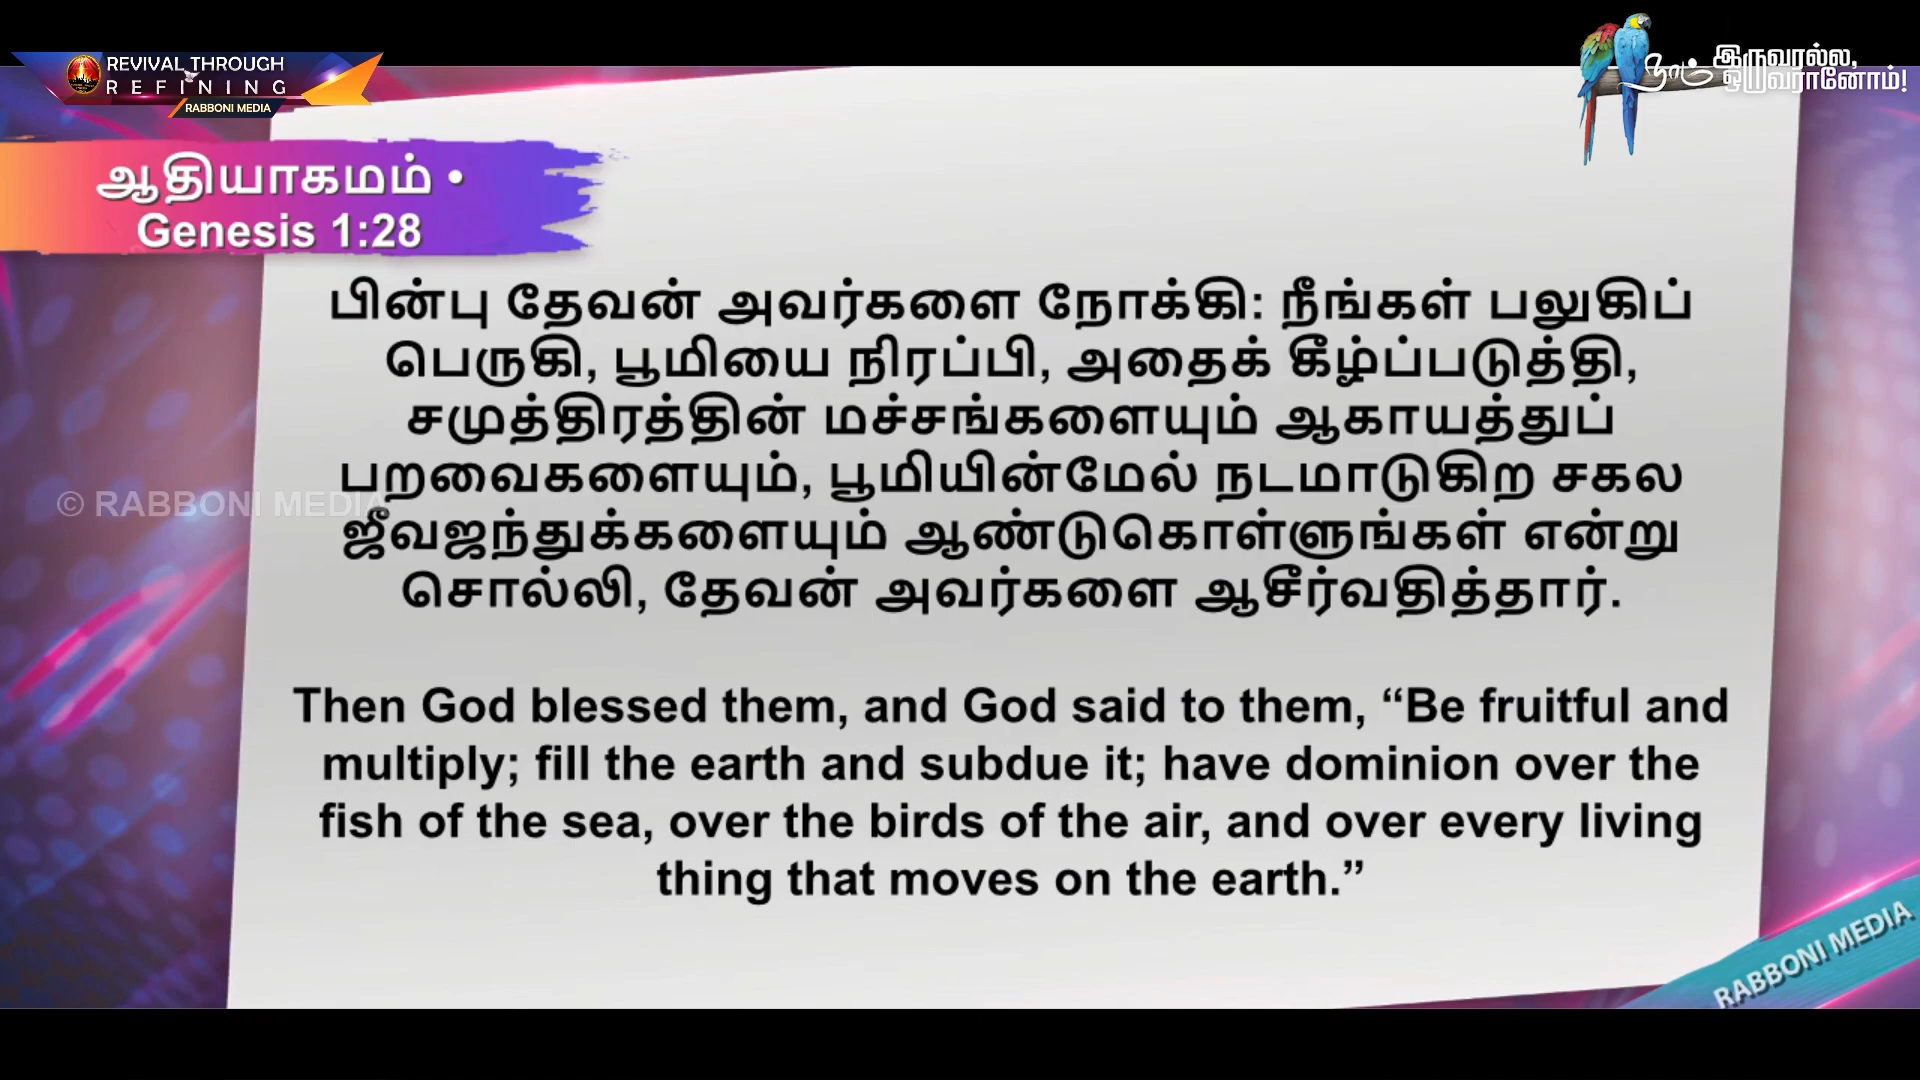 REVIVAL THROUGH
REFINING
RABBONI MEDIA
நாம் இருவரல்ல,
ஒருவரானோம்!
ஆதியாகமம் •
Genesis 1:28
பின்பு தேவன் அவர்களை நோக்கி: நீங்கள் பலுகிப்
பெருகி, பூமியை நிரப்பி, அதைக் கீழ்ப்படுத்தி,
சமுத்திரத்தின் மச்சங்களையும் ஆகாயத்துப்
பறவைகளையும், பூமியின்மேல் நடமாடுகிற சகல
© RABBONI MEDIA
ஜீவஜந்துக்களையும் ஆண்டுகொள்ளுங்கள் என்று
சொல்லி, தேவன் அவர்களை ஆசீர்வதித்தார்.
Then God blessed them, and God said to them, “Be fruitful and
multiply; fill the earth and subdue it; have dominion over the
fish of the sea, over the birds of the air, and over every living
thing that moves on the earth.”
RABBONI MEDIA